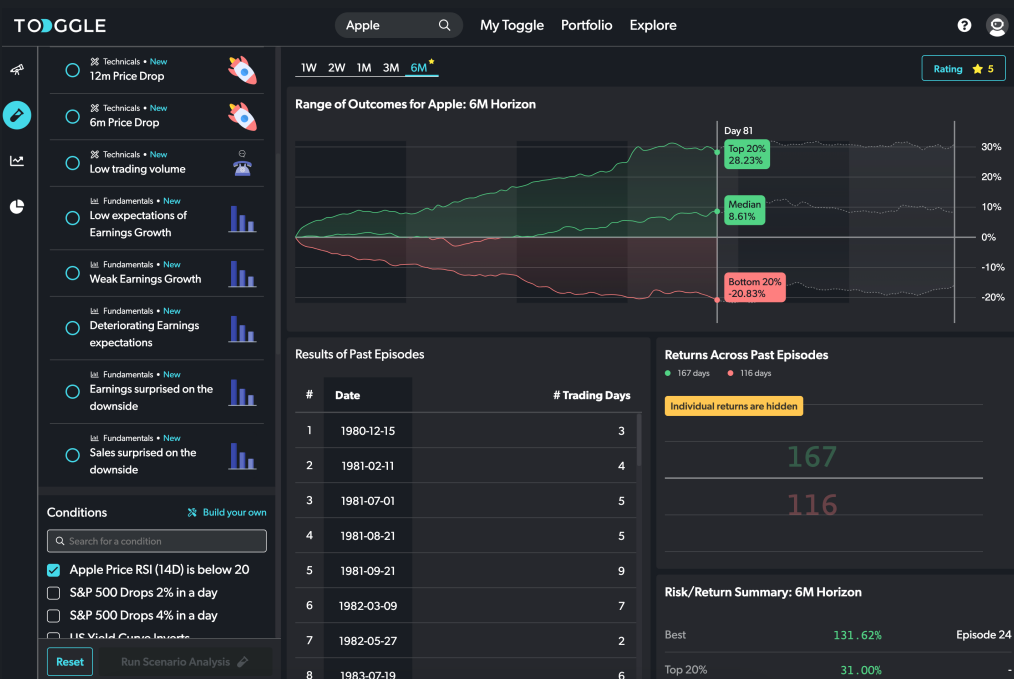 TOGGLE
Apple
My Toggle
Portfolio
Explore
?
Technicals • New
12m Price Drop
Technicals • New
6m Price Drop
Technicals • New
Low trading volume
Fundamentals • New
Low expectations of
Earnings Growth
Fundamentals • New
Weak Earnings Growth
Fundamentals • New
Deteriorating Earnings
expectations
Fundamentals • New
Earnings surprised on the
downside
Fundamentals • New
Sales surprised on the
downside
Conditions
Build your own
Search for a condition
Apple Price RSI (14D) is below 20
S&P 500 Drops 2% in a day
S&P 500 Drops 4% in a day
US Yield Curve Inverts
Reset
Run Scenario Analysis
1W 2W 1M 3M 6M
Rating 5
Range of Outcomes for Apple: 6M Horizon
Day 81
Top 20%
28.23%
Median
8.61%
Bottom 20%
-20.83%
30%
20%
10%
0%
-10%
-20%
Results of Past Episodes
# Date # Trading Days
1 1980-12-15 3
2 1981-02-11 4
3 1981-07-01 5
4 1981-08-21 5
5 1981-09-21 9
6 1982-03-09 7
7 1982-05-27 2
8 1983-07-19 6
Returns Across Past Episodes
167 days 116 days
Individual returns are hidden
167
116
Risk/Return Summary: 6M Horizon
Best 131.62% Episode 24
Top 20% 31.00% -